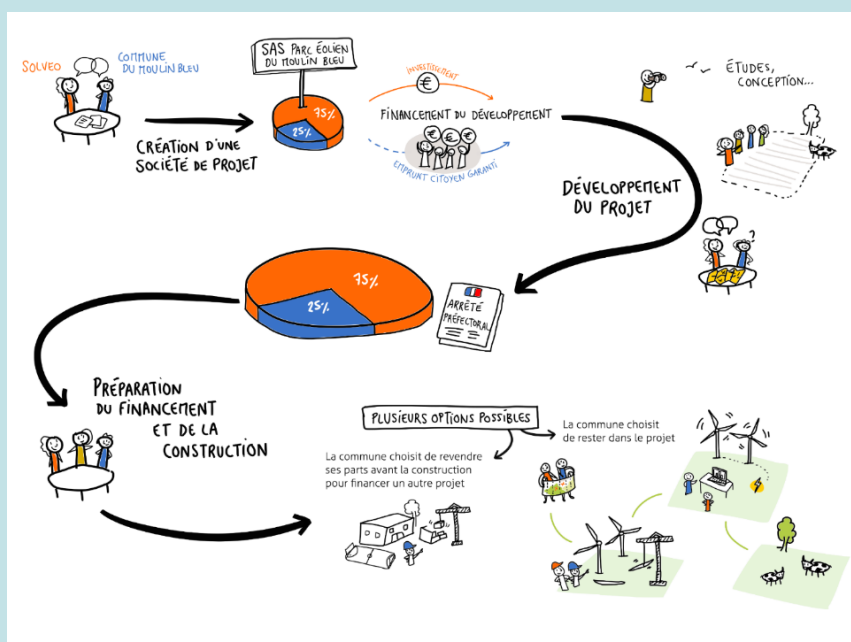 SOLVEO
COMMUNE
DU MOULIN BLEU
SAS PARC ÉOLIEN
DU MOULIN BLEU
75%
25%
CRÉATION D'UNE
SOCIÉTÉ DE PROJET
INVESTISSEMENT
€
FINANCEMENT DU DÉVELOPPEMENT
€ € €
EMPRUNT CITOYEN GARANTI
ÉTUDES,
CONCEPTION...
DÉVELOPPEMENT
DU PROJET
?
75%
25%
ARRÊTÉ
PRÉFECTORAL
PRÉPARATION
DU FINANCEMENT
ET DE LA
CONSTRUCTION
PLUSIEURS OPTIONS POSSIBLES
La commune choisit de revendre
ses parts avant la construction
pour financer un autre projet
La commune choisit
de rester dans le projet